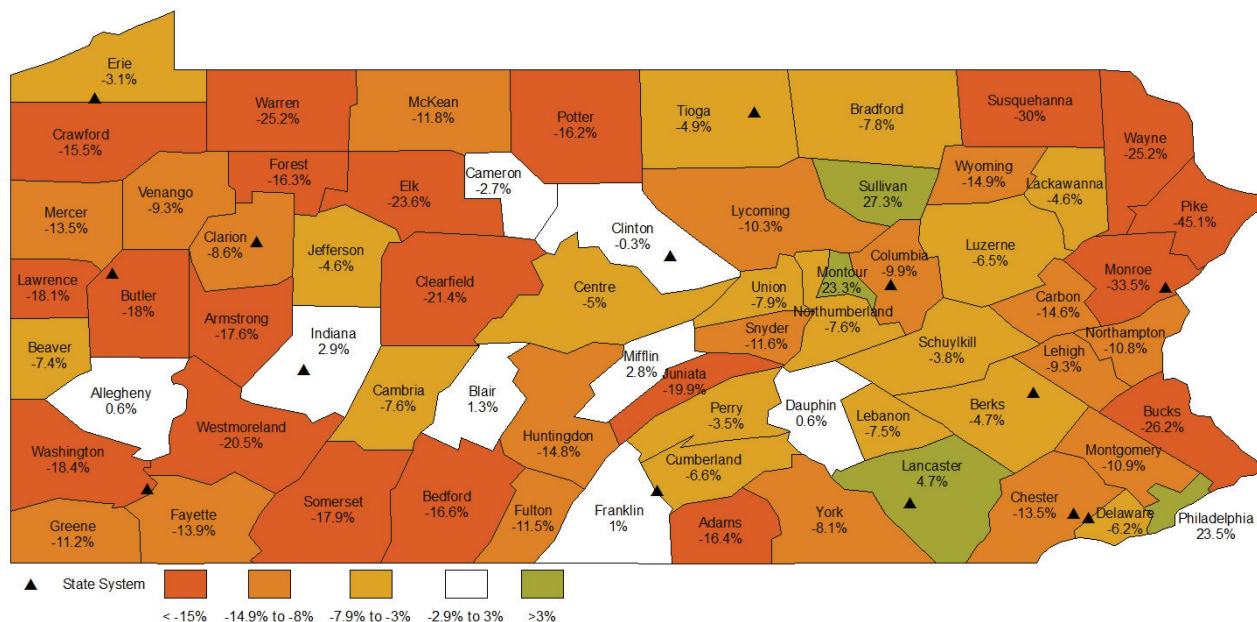 Erie
-3.1%
Warren
-25.2%
McKean
-11.8%
Potter
-16.2%
Tioga
-4.9%
Bradford
-7.8%
Susquehanna
-30%
Wayne
-25.2%
Crawford
-15.5%
Forest
-16.3%
Elk
-23.6%
Cameron
-2.7%
Sullivan
27.3%
Wyoming
-14.9%
Lackawanna
-4.6%
Pike
-45.1%
Mercer
-13.5%
Venango
-9.3%
Clarion
-8.6%
Jefferson
-4.6%
Clearfield
-21.4%
Clinton
-0.3%
Lycoming
-10.3%
Columbia
-9.9%
Luzerne
-6.5%
Monroe
-33.5%
Lawrence
-18.1%
Butler
-18%
Armstrong
-17.6%
Indiana
2.9%
Centre
-5%
Union
-7.9%
Montour
23.3%
Northumberland
-7.6%
Carbon
-14.6%
Northampton
-10.8%
Beaver
-7.4%
Allegheny
0.6%
Cambria
-7.6%
Blair
1.3%
Mifflin
2.8%
Snyder
-11.6%
Juniata
-19.9%
Schuylkill
-3.8%
Lehigh
-9.3%
Washington
-18.4%
Westmoreland
-20.5%
Huntingdon
-14.8%
Perry
-3.5%
Dauphin
0.6%
Lebanon
-7.5%
Berks
-4.7%
Bucks
-26.2%
Montgomery
-10.9%
Greene
-11.2%
Fayette
-13.9%
Somerset
-17.9%
Bedford
-16.6%
Fulton
-11.5%
Franklin
1%
Cumberland
-6.6%
Adams
-16.4%
York
-8.1%
Lancaster
4.7%
Chester
-13.5%
Delaware
-6.2%
Philadelphia
23.5%
State System
< -15%
-14.9% to -8%
-7.9% to -3%
-2.9% to 3%
>3%